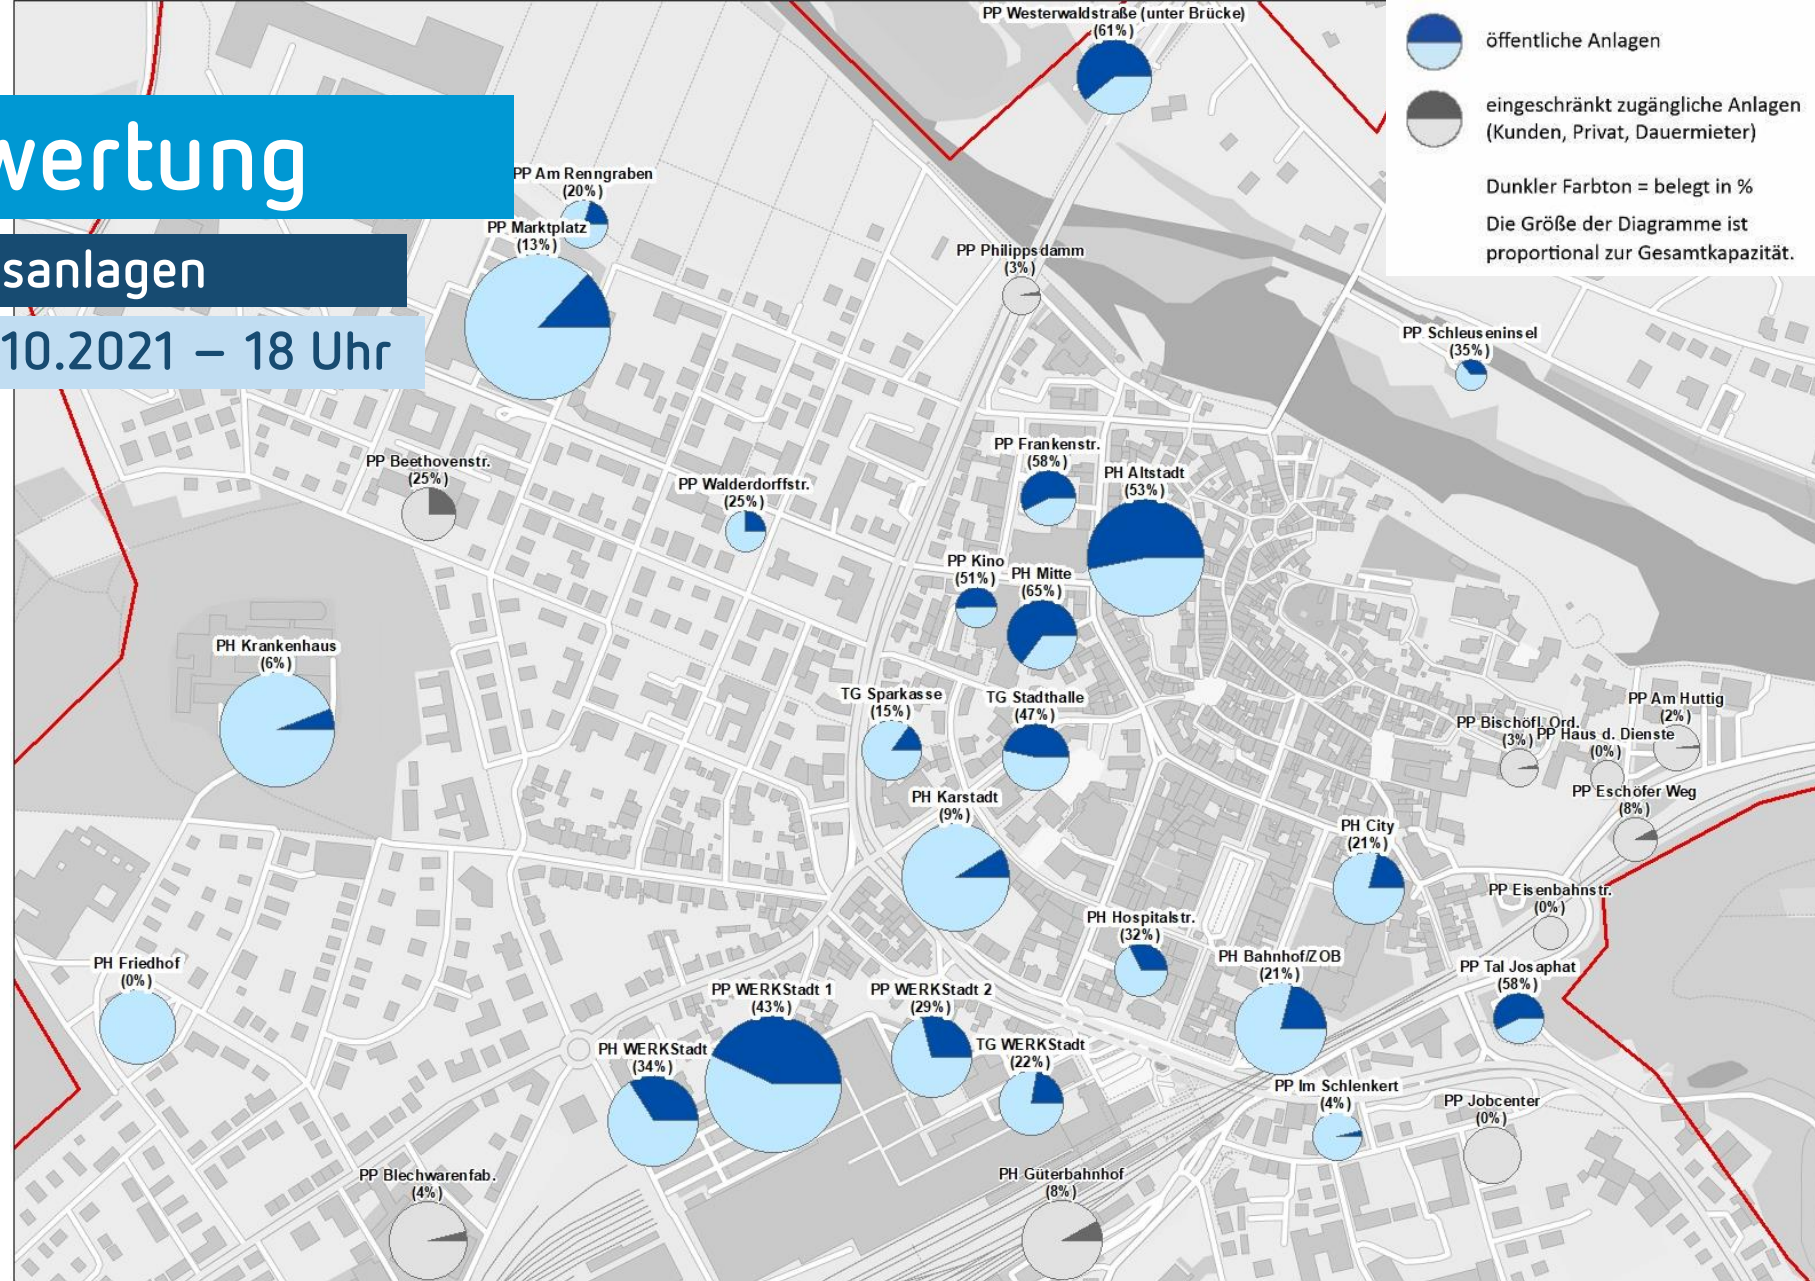 wertung
sanlagen
10.2021 – 18 Uhr
öffentliche Anlagen
eingeschränkt zugängliche Anlagen
(Kunden, Privat, Dauermieter)
Dunkler Farbton = belegt in %
Die Größe der Diagramme ist
proportional zur Gesamtkapazität.
PP Westerwaldstraße (unter Brücke)
(61%)
PP Am Renngraben
(20%)
PP Marktplatz
(13%)
PP Philippsdamm
(3%)
PP Schleuseninsel
(35%)
PP Beethovenstr.
(25%)
PP Walderdorffstr.
(25%)
PP Frankenstr.
(58%)
PH Altstadt
(53%)
PP Kino
(51%)
PH Mitte
(65%)
PH Krankenhaus
(6%)
TG Sparkasse
(15%)
TG Stadthalle
(47%)
PP Am Huttig
(2%)
PP Bischöfl. Ord.
(3%)
PP Haus d. Dienste
(0%)
PP Eschöfer Weg
(8%)
PH Karstadt
(9%)
PH City
(21%)
PP Eisenbahnstr.
(0%)
PH Hospitalstr.
(32%)
PH Bahnhof/ZOB
(21%)
PP Tal Josaphat
(58%)
PH Friedhof
(0%)
PP WERKStadt 1
(43%)
PP WERKStadt 2
(29%)
PH WERKStadt
(34%)
TG WERKStadt
(22%)
PP Im Schlenkert
(4%)
PP Jobcenter
(0%)
PP Blechwarenfab.
(4%)
PH Güterbahnhof
(8%)